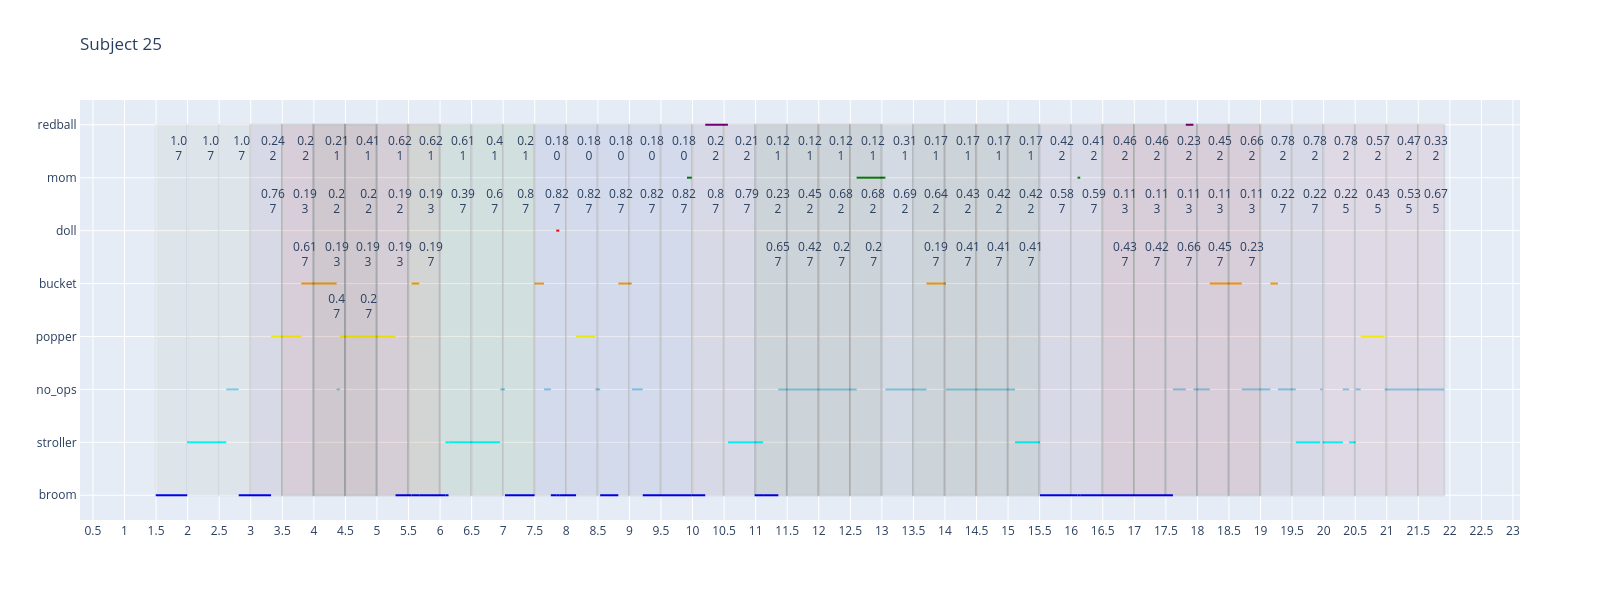 Subject 25
redball
1.0 1.0 1.0 0.24 0.2 0.21 0.41 0.62 0.62 0.61 0.4 0.2 0.18 0.18 0.18 0.18 0.18 0.2 0.21 0.12 0.12 0.12 0.12 0.31 0.17 0.17 0.17 0.17 0.42 0.41 0.46 0.46 0.23 0.45 0.66 0.78 0.78 0.78 0.57 0.47 0.33
7 7 7 2 2 1 1 1 1 1 1 1 0 0 0 0 0 2 2 1 1 1 1 1 1 1 1 1 2 2 2 2 2 2 2 2 2 2 2 2 2
mom
0.76 0.19 0.2 0.2 0.19 0.19 0.39 0.6 0.8 0.82 0.82 0.82 0.82 0.82 0.8 0.79 0.23 0.45 0.68 0.68 0.69 0.64 0.43 0.42 0.42 0.58 0.59 0.11 0.11 0.11 0.11 0.11 0.22 0.22 0.22 0.43 0.53 0.67
7 3 2 2 2 3 7 7 7 7 7 7 7 7 7 7 2 2 2 2 2 2 2 2 2 7 7 3 3 3 3 3 7 7 5 5 5 5
doll
0.61 0.19 0.19 0.19 0.19 0.65 0.42 0.2 0.2 0.19 0.41 0.41 0.41 0.43 0.42 0.66 0.45 0.23
7 3 3 3 7 7 7 7 7 7 7 7 7 7 7 7 7 7
bucket
0.4 0.2
7 7
popper
no_ops
stroller
broom
0.5 1 1.5 2 2.5 3 3.5 4 4.5 5 5.5 6 6.5 7 7.5 8 8.5 9 9.5 10 10.5 11 11.5 12 12.5 13 13.5 14 14.5 15 15.5 16 16.5 17 17.5 18 18.5 19 19.5 20 20.5 21 21.5 22 22.5 23